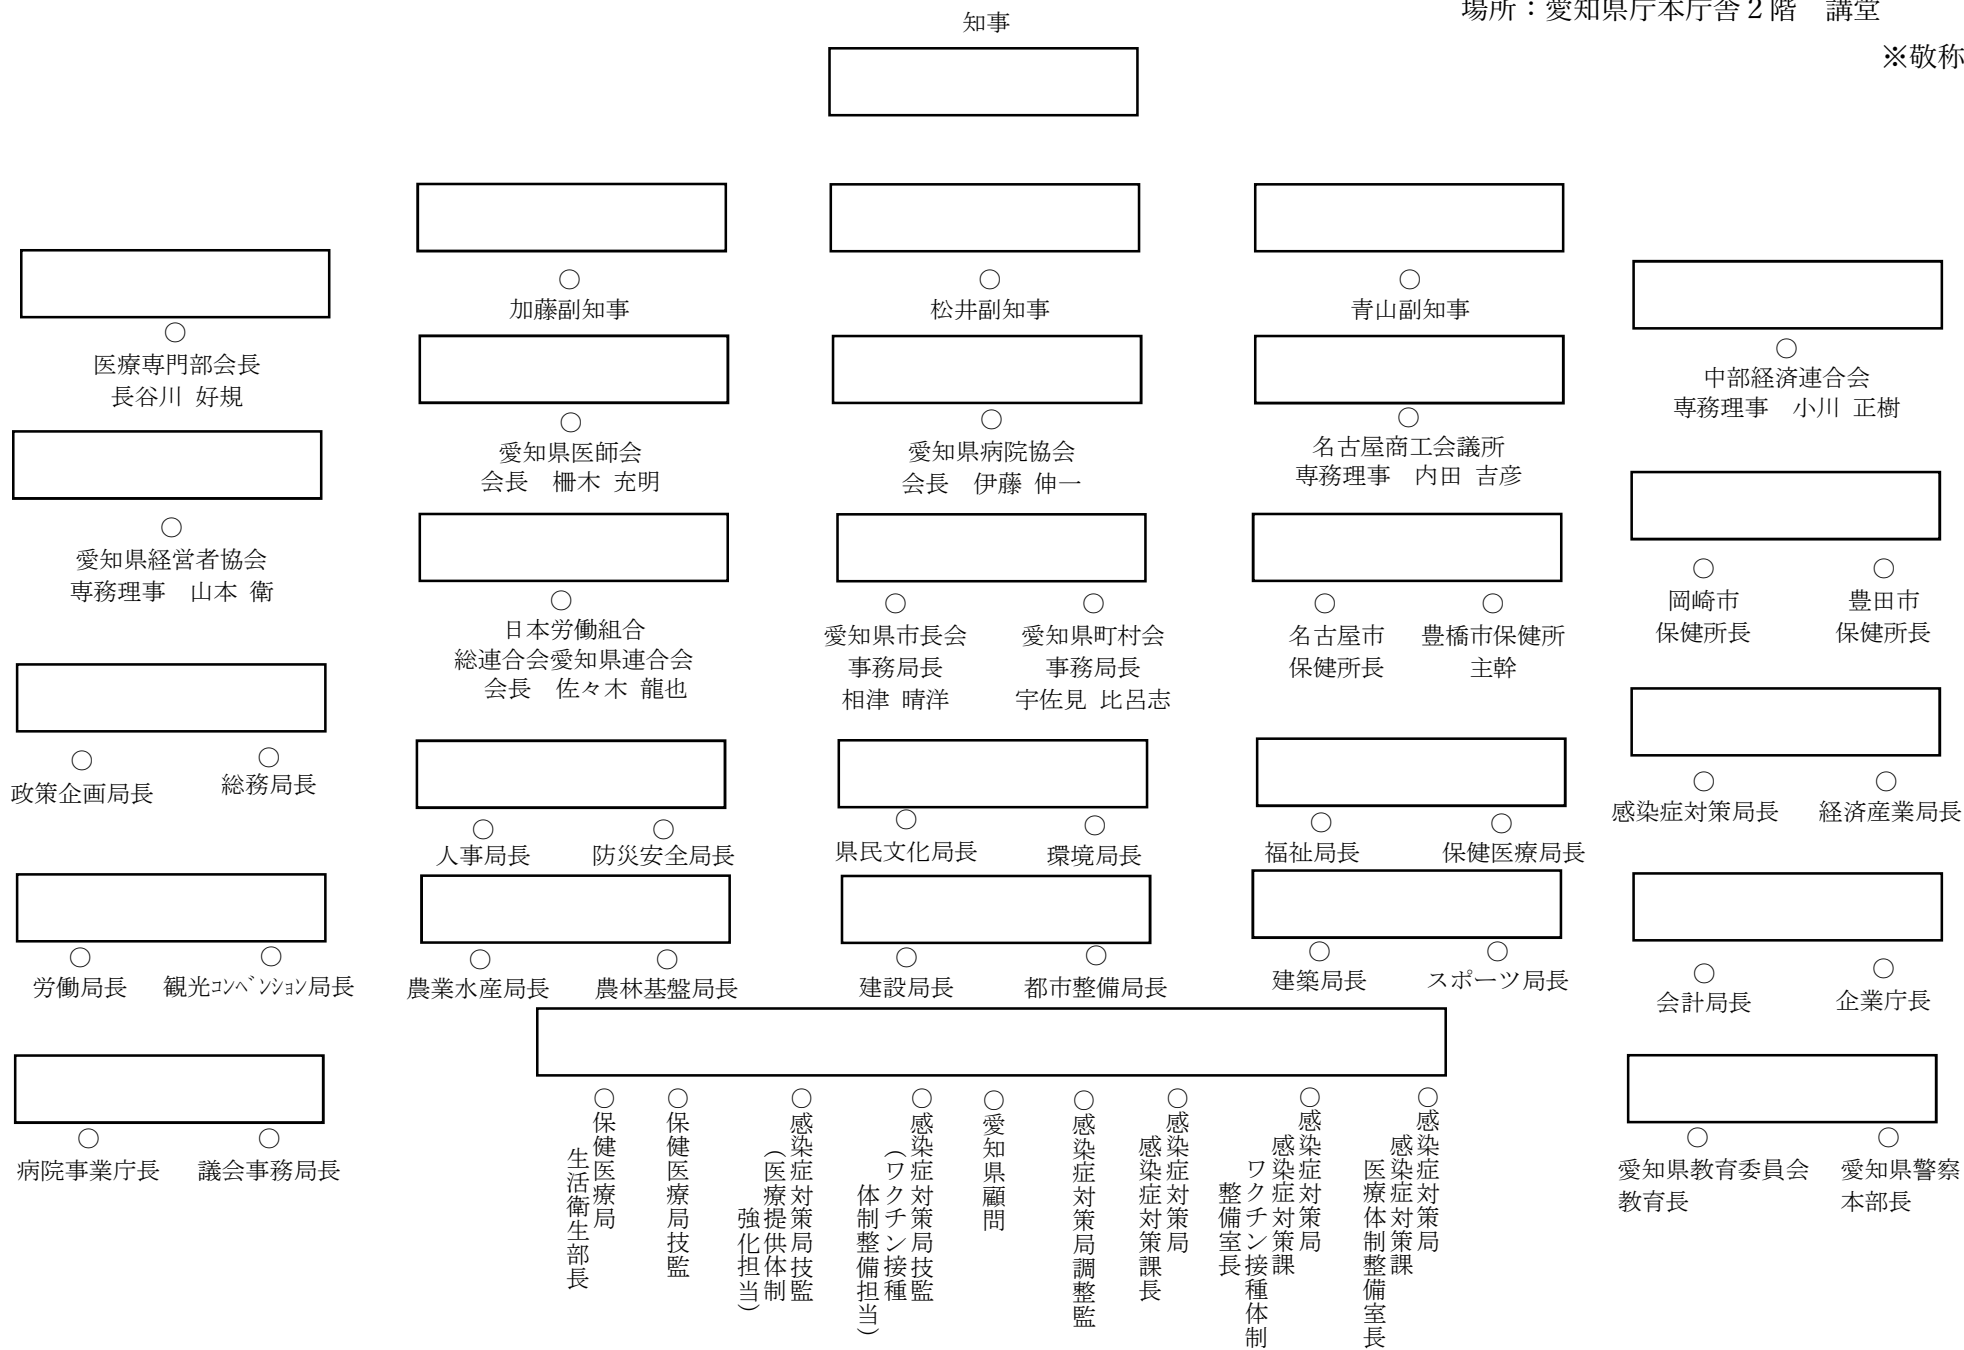 場所：愛知県庁本庁舎２階　講堂
※敬称
知事
○
加藤副知事
○
松井副知事
○
青山副知事
○
医療専門部会長
長谷川 好規
○
中部経済連合会
専務理事　小川 正樹
○
愛知県医師会
会長　柵木 充明
○
愛知県病院協会
会長　伊藤 伸一
○
名古屋商工会議所
専務理事　内田 吉彦
○
愛知県経営者協会
専務理事　山本 衛
○
日本労働組合
総連合会愛知県連合会
会長　佐々木 龍也
○
愛知県市長会
事務局長
相津 晴洋
○
愛知県町村会
事務局長
宇佐見 比呂志
○
名古屋市
保健所長
○
豊橋市保健所
主幹
○
岡崎市
保健所長
○
豊田市
保健所長
○
政策企画局長
○
総務局長
○
人事局長
○
防災安全局長
○
県民文化局長
○
環境局長
○
福祉局長
○
保健医療局長
○
感染症対策局長
○
経済産業局長
○
労働局長
○
観光ｺﾝﾍﾞﾝｼｮﾝ局長
○
農業水産局長
○
農林基盤局長
○
建設局長
○
都市整備局長
○
建築局長
○
スポーツ局長
○
会計局長
○
企業庁長
○
病院事業庁長
○
議会事務局長
○保健医療局
生活衛生部長
○保健医療局技監
○感染症対策局技監
（医療提供体制
強化担当）
○感染症対策局技監
（ワクチン接種
体制整備担当）
○愛知県顧問
○感染症対策局調整監
○感染症対策局
感染症対策課長
○感染症対策局
感染症対策課
ワクチン接種体制
整備室長
○感染症対策局
感染症対策課
医療体制整備室長
○
愛知県教育委員会
教育長
○
愛知県警察
本部長